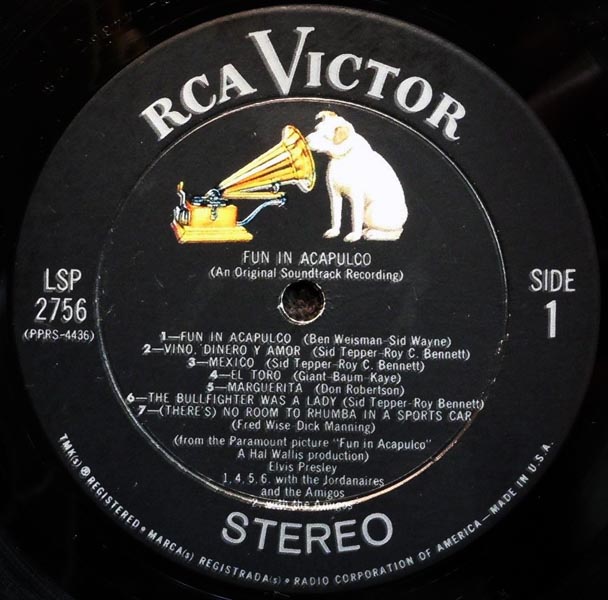 RCA VICTOR
FUN IN ACAPULCO
(An Original Soundtrack Recording)
LSP
2756
(PPRS-4436)
SIDE
1
1—FUN IN ACAPULCO (Ben Weisman-Sid Wayne)
2—VINO, DINERO Y AMOR (Sid Tepper-Roy C. Bennett)
3—MEXICO (Sid Tepper-Roy C. Bennett)
4—EL TORO (Giant-Baum-Kaye)
5—MARGUERITA (Don Robertson)
6—THE BULLFIGHTER WAS A LADY (Sid Tepper-Roy Bennett)
7—(THERE'S) NO ROOM TO RHUMBA IN A SPORTS CAR
(Fred Wise-Dick Manning)
(from the Paramount picture "Fun in Acapulco"
A Hal Wallis production)
Elvis Presley
1, 4, 5, 6, with the Jordanaires
and the Amigos
2, with the Amigos
STEREO
TMK(s) ® REGISTERED • MARCA(s) REGISTRADA(s) • RADIO CORPORATION OF AMERICA—MADE IN U.S.A.